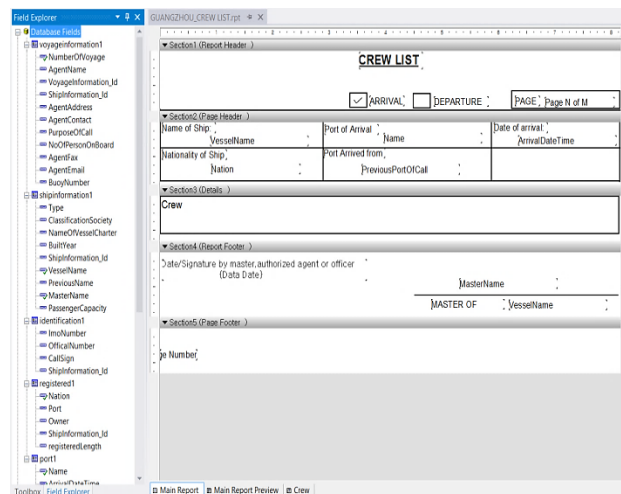 Field Explorer
GUANGZHOU_CREW LIST.rpt
Database Fields
voyageinformation1
NumberOfVoyage
AgentName
VoyageInformation_Id
ShipInformation_Id
AgentAddress
AgentContact
PurposeOfCall
NoOfPersonOnBoard
AgentFax
AgentEmail
BuoyNumber
shipinformation1
Type
ClassificationSociety
NameOfVesselCharter
BuiltYear
ShipInformation_Id
VesselName
PreviousName
MasterName
PassengerCapacity
identification1
ImoNumber
OfficalNumber
CallSign
ShipInformation_Id
registered1
Nation
Port
Owner
ShipInformation_Id
registeredLength
port1
Name
ArrivalDateTime
Toolbox Field Explorer
Section1 (Report Header )
CREW LIST
ARRIVAL DEPARTURE PAGE Page N of M
Section2 (Page Header )
Name of Ship: Port of Arrival Date of arrival:
VesselName Name ArrivalDateTime
Nationality of Ship Port Arrived from
Nation PreviousPortOfCall
Section3 (Details )
Crew
Section4 (Report Footer )
Date/Signature by master,authorized agent or officer
(Data Date)
MasterName
MASTER OF VesselName
Section5 (Page Footer )
ge Number
Main Report Main Report Preview Crew